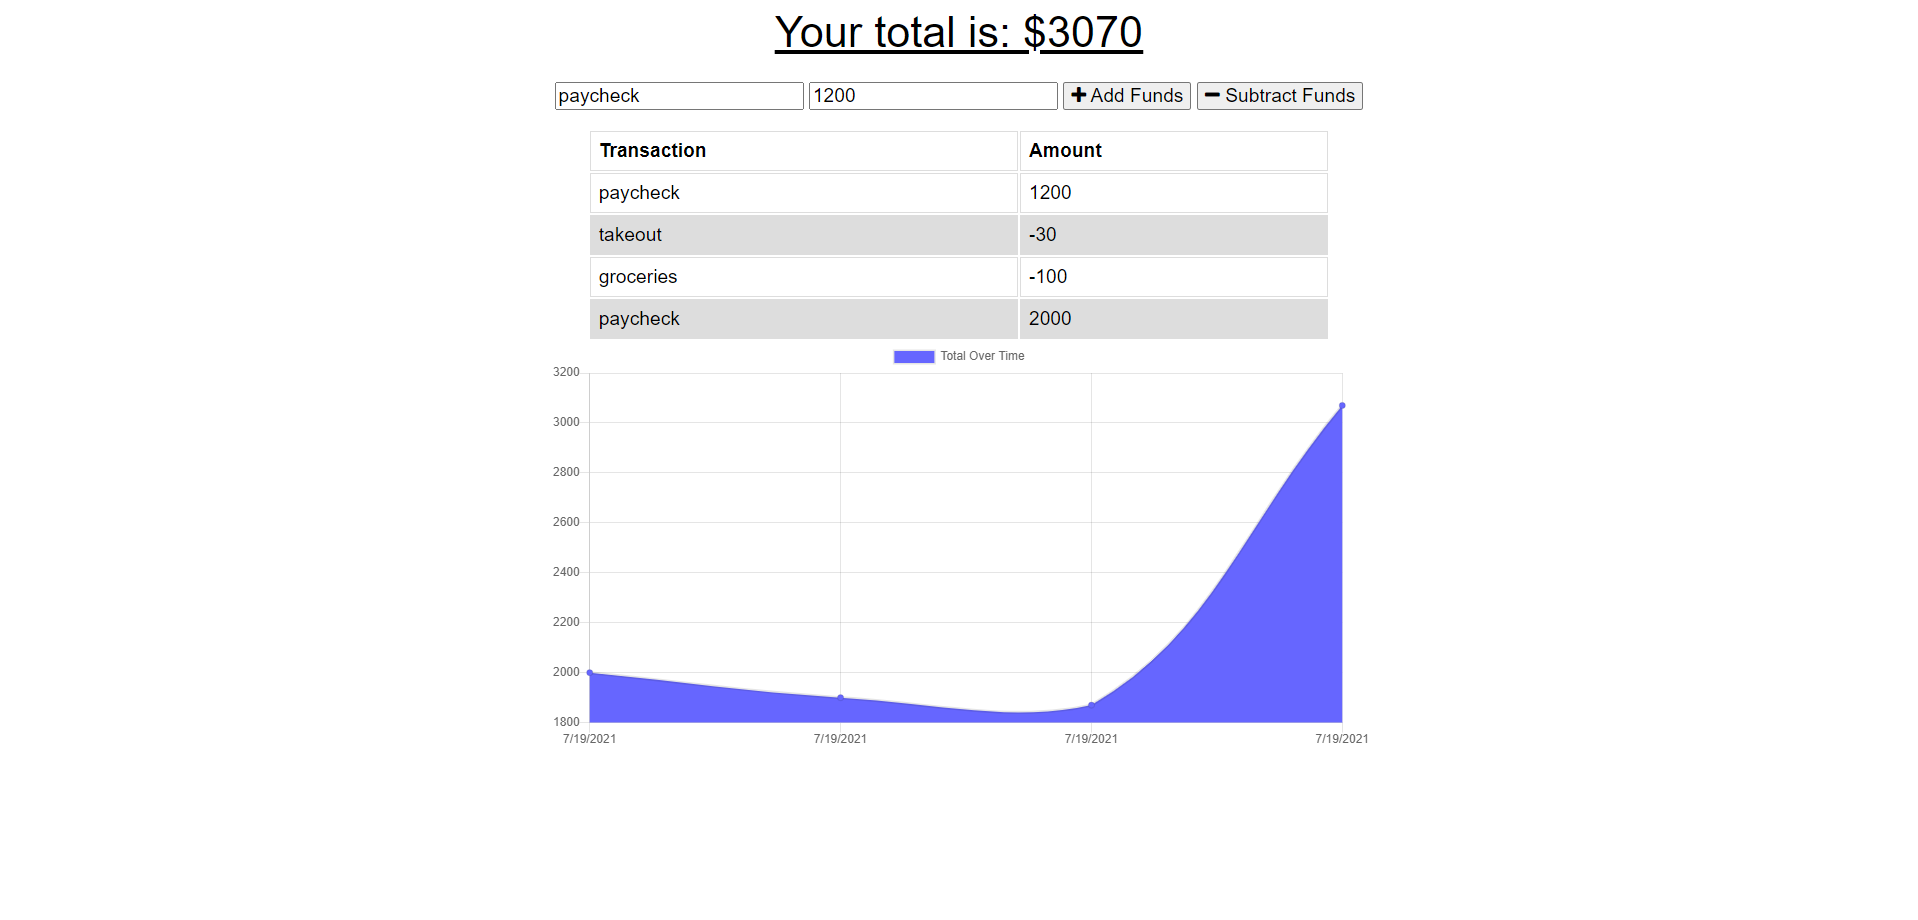 Your total is: $3070
paycheck 1200 Add Funds Subtract Funds
Transaction Amount
paycheck 1200
takeout -30
groceries -100
paycheck 2000
Total Over Time
3200
3000
2800
2600
2400
2200
2000
1800
7/19/2021 7/19/2021 7/19/2021 7/19/2021